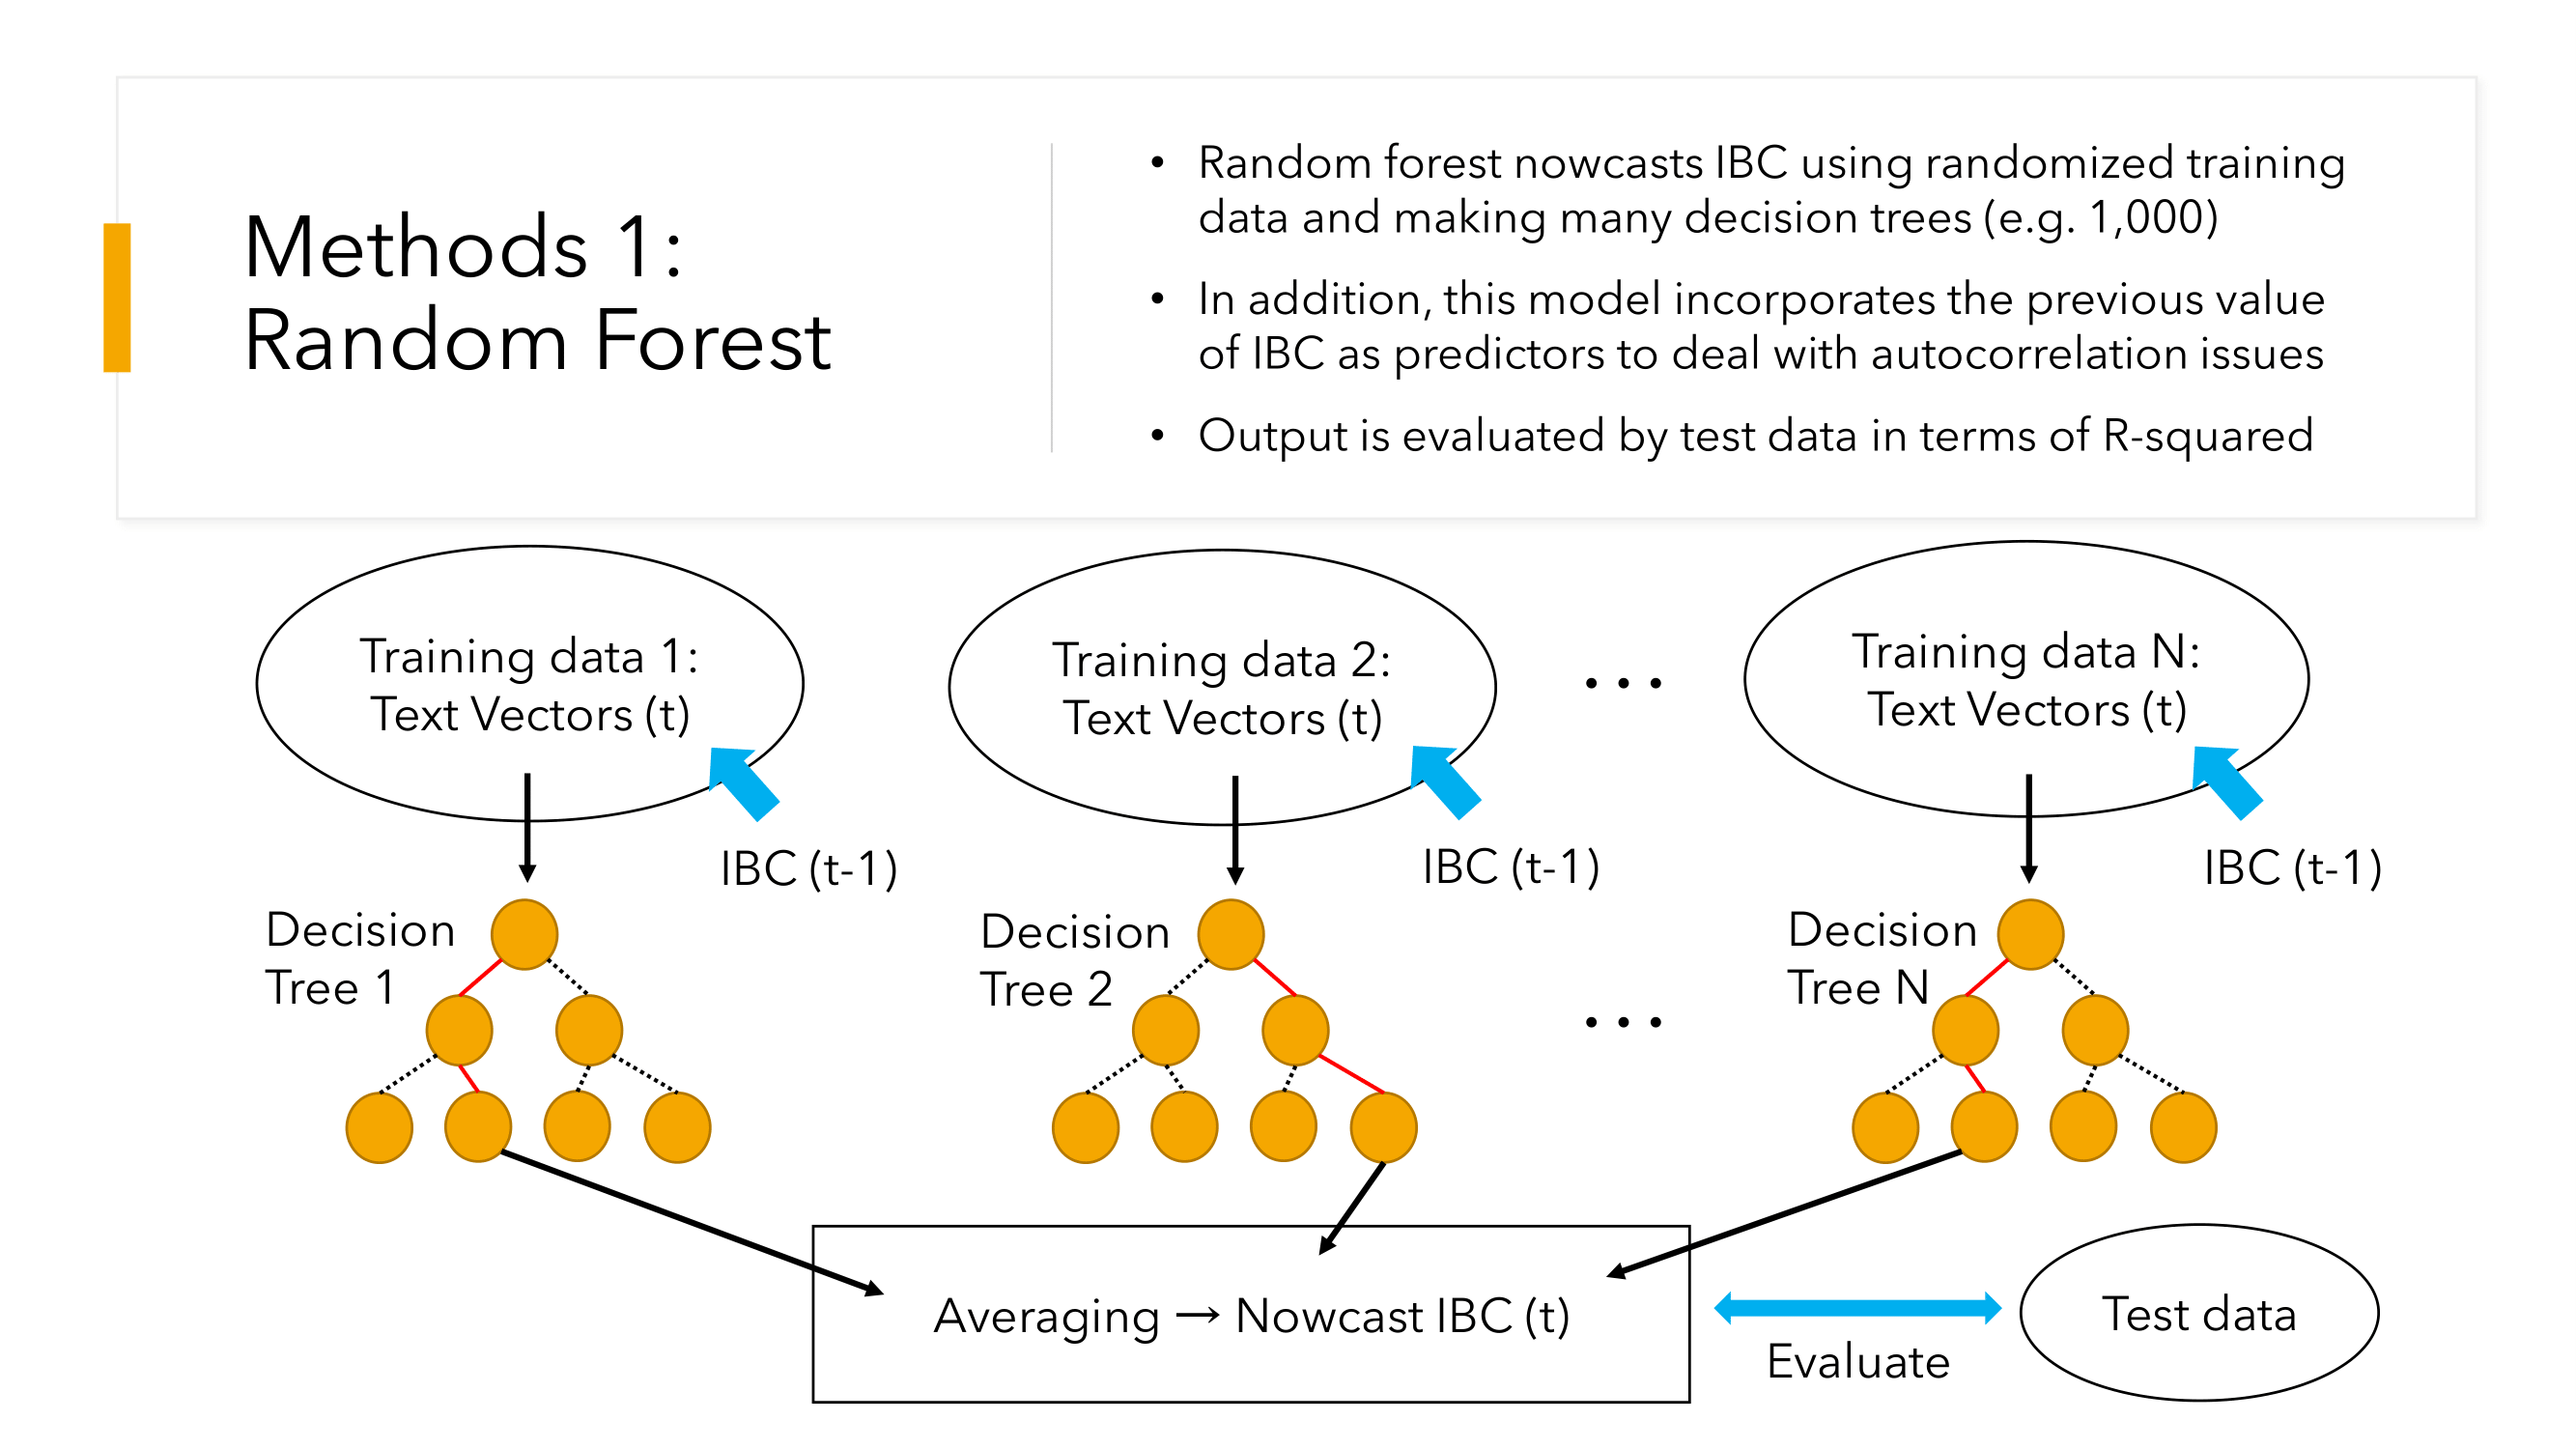 Methods 1:
Random Forest
• Random forest nowcasts IBC using randomized training
data and making many decision trees (e.g. 1,000)
• In addition, this model incorporates the previous value
of IBC as predictors to deal with autocorrelation issues
• Output is evaluated by test data in terms of R-squared
Training data 1:
Text Vectors (t)
IBC (t-1)
Training data 2:
Text Vectors (t)
IBC (t-1)
...
Training data N:
Text Vectors (t)
IBC (t-1)
Decision
Tree 1
Decision
Tree 2
...
Decision
Tree N
Averaging → Nowcast IBC (t)
Evaluate
Test data